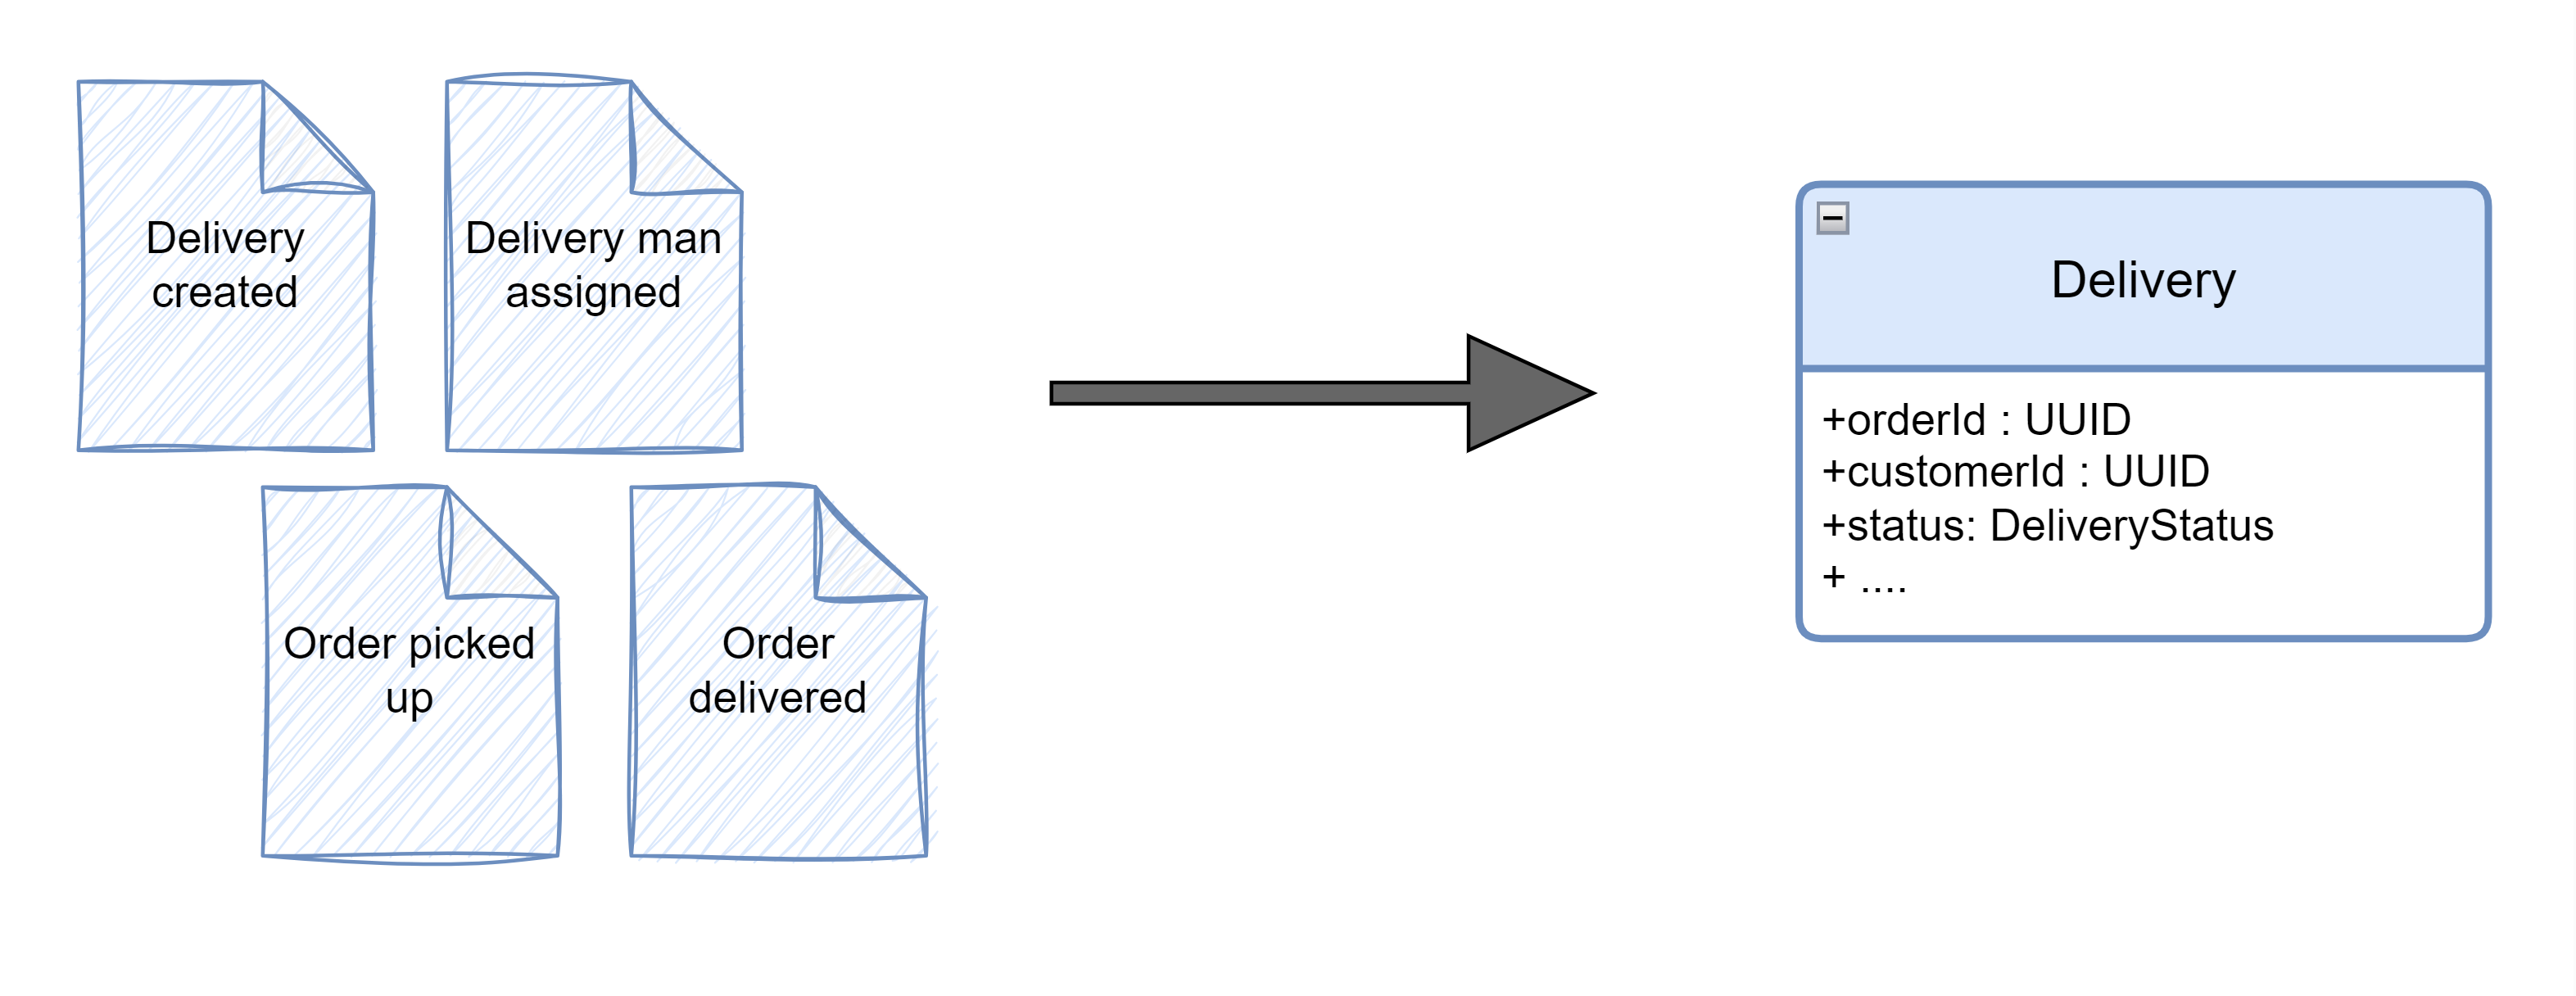 Delivery
created
Delivery man
assigned
Order picked
up
Order
delivered
Delivery
+orderId : UUID
+customerId : UUID
+status: DeliveryStatus
+ ....